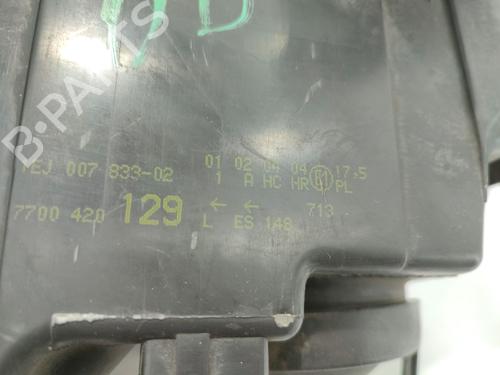 B-PARTS
1EJ 007 833-02 01 02 04 04 E1 17.5
1 A HC HR PL
7700 420 129 ← ← 713
L ES 148